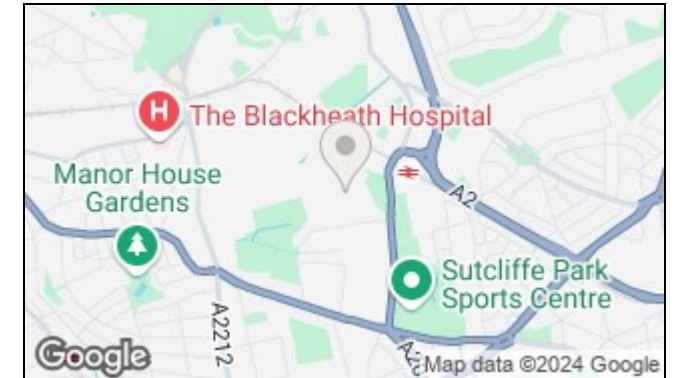 H
The Blackheath Hospital
Manor House
Gardens
A2
Sutcliffe Park
Sports Centre
A2212
Google
Map data ©2024 Google